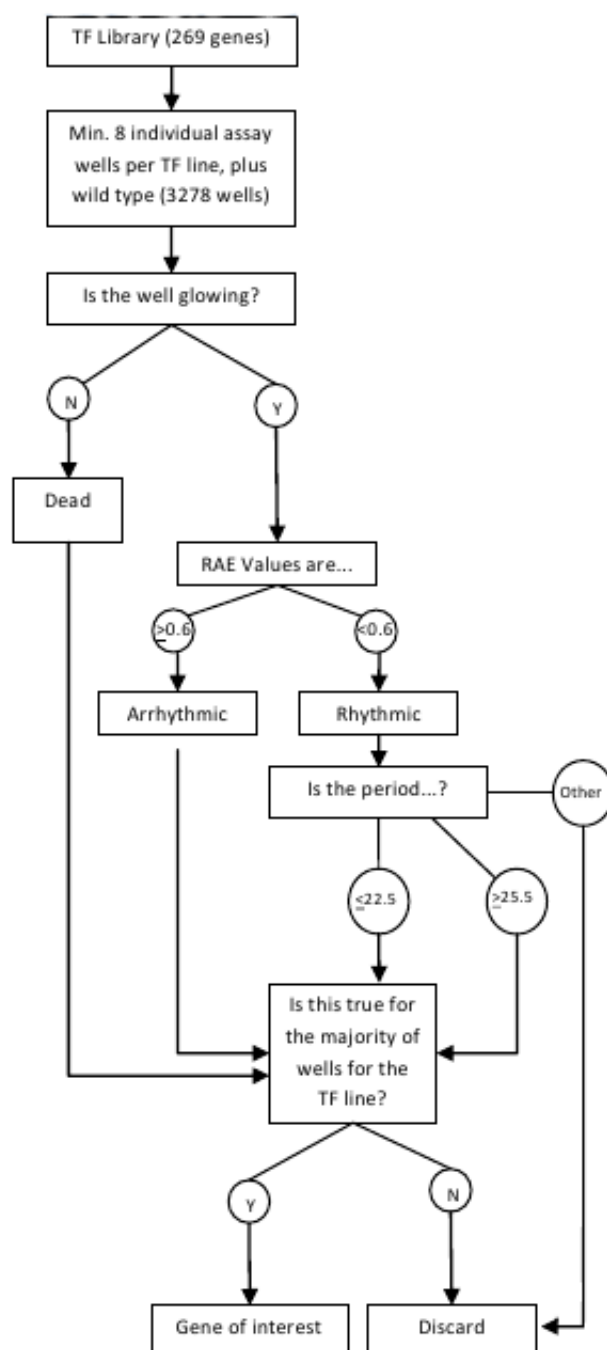 TF Library (269 genes)
Min. 8 individual assay
wells per TF line, plus
wild type (3278 wells)
Is the well glowing?
N
Y
Dead
RAE Values are...
≥0.6
<0.6
Arrhythmic
Rhythmic
Is the period...?
Other
≤22.5
≥25.5
Is this true for
the majority of
wells for the
TF line?
Y
N
Gene of interest
Discard